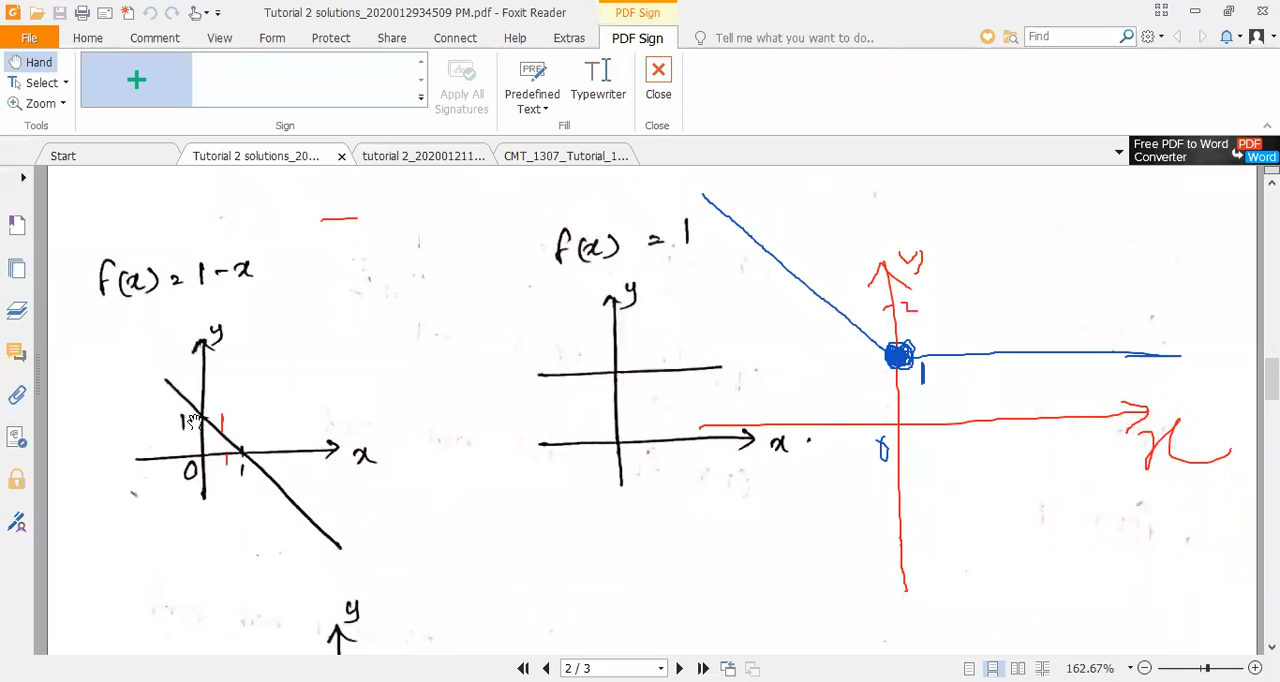 Tutorial 2 solutions_2020012934509 PM.pdf - Foxit Reader
PDF Sign
File
Home
Comment
View
Form
Protect
Share
Connect
Help
Extras
PDF Sign
Tell me what you want to do..
Find
Hand
Select
Zoom
Tools
Sign
Apply All
Signatures
PRE
Predefined
Text
Typewriter
Fill
Close
Close
Start
Tutorial 2 solutions_20...
tutorial 2_202001211...
CMT_1307_Tutorial_1...
Free PDF to Word
Converter
PDF
Word
f(x) = 1 - x
y
1
0
1
x
f(x) = 1
y
x
y
2
1
0
x
y
2 / 3
162.67%